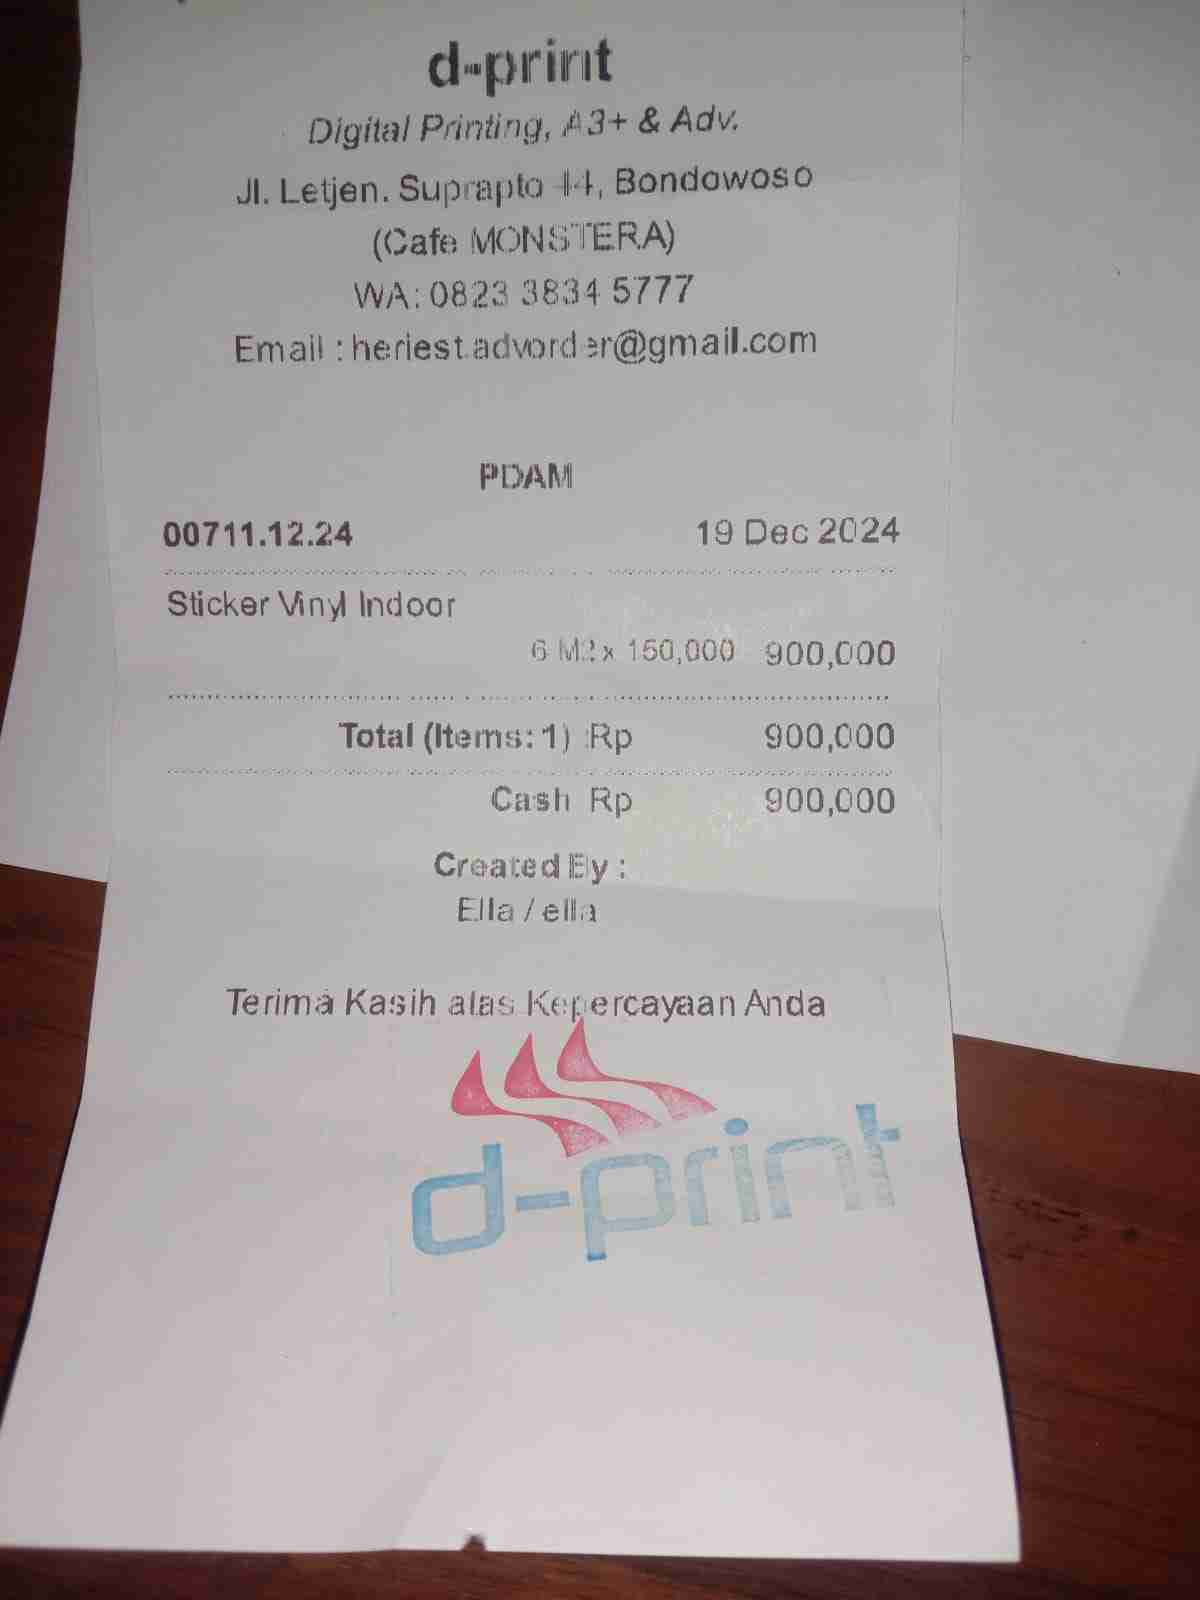 d-print
Digital Printing, A3+ & Adv.
Jl. Letjen. Suprapto 44, Bondowoso
(Cafe MONSTERA)
WA: 0823 3834 5777
Email : heriest.advorder@gmail.com
PDAM
00711.12.24 19 Dec 2024
Sticker Vinyl Indoor
6 M2 x 150,000 900,000
Total (Items: 1) :Rp 900,000
Cash Rp 900,000
Created By :
Ella / ella
Terima Kasih atas Kepercayaan Anda
d-print